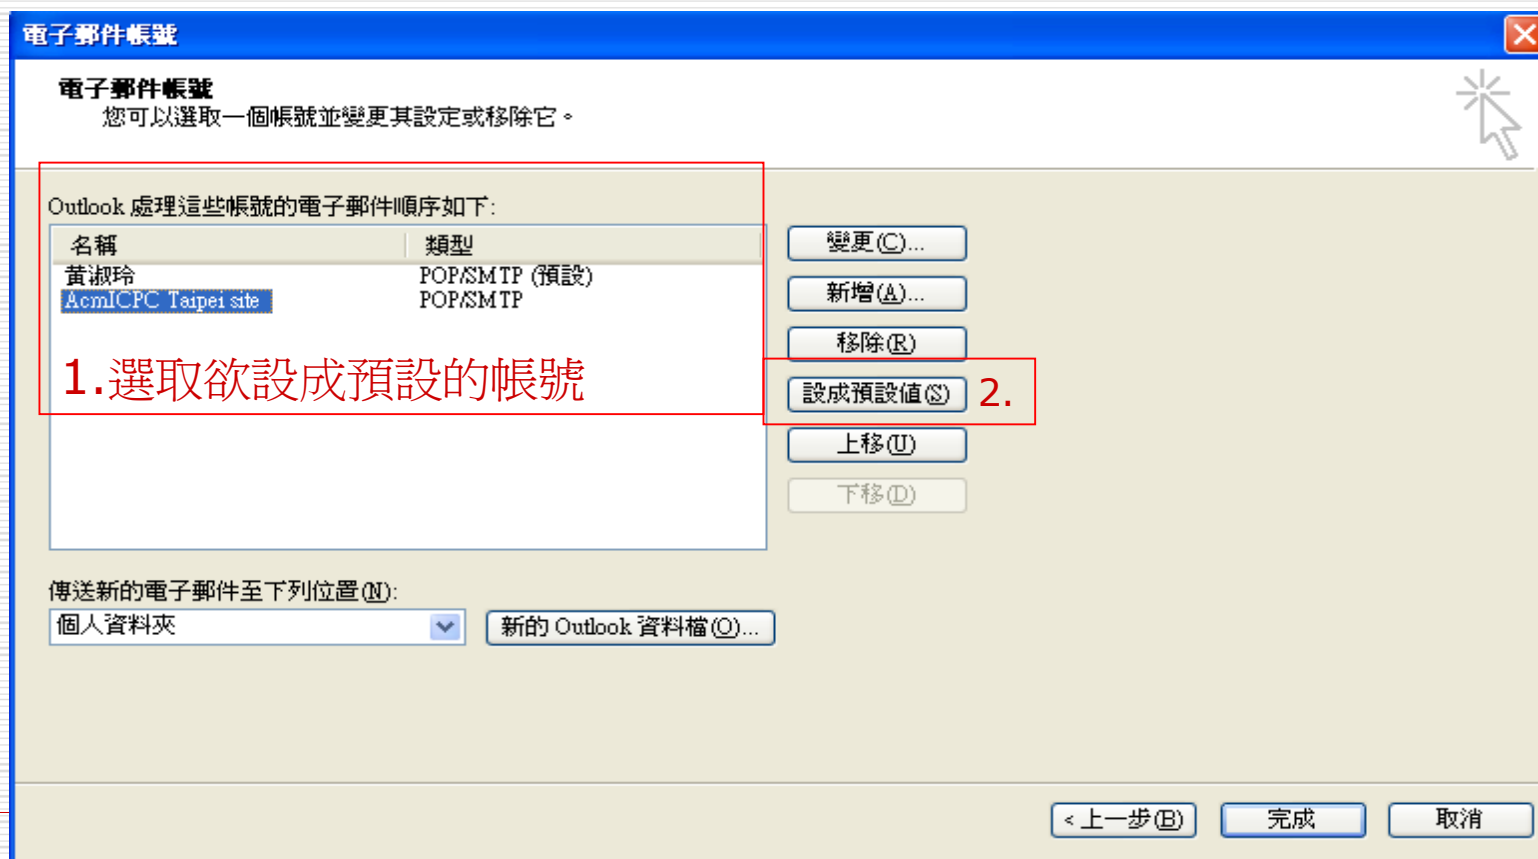 電子郵件帳號
電子郵件帳號
您可以選取一個帳號並變更其設定或移除它。
Outlook 處理這些帳號的電子郵件順序如下:
名稱 類型
黃淑玲 POP/SMTP (預設)
AcmICPC Taipei site POP/SMTP
1.選取欲設成預設的帳號
變更(C)...
新增(A)...
移除(R)
設成預設值(S) 2.
上移(U)
下移(D)
傳送新的電子郵件至下列位置(N):
個人資料夾 新的 Outlook 資料檔(O)...
< 上一步(B) 完成 取消